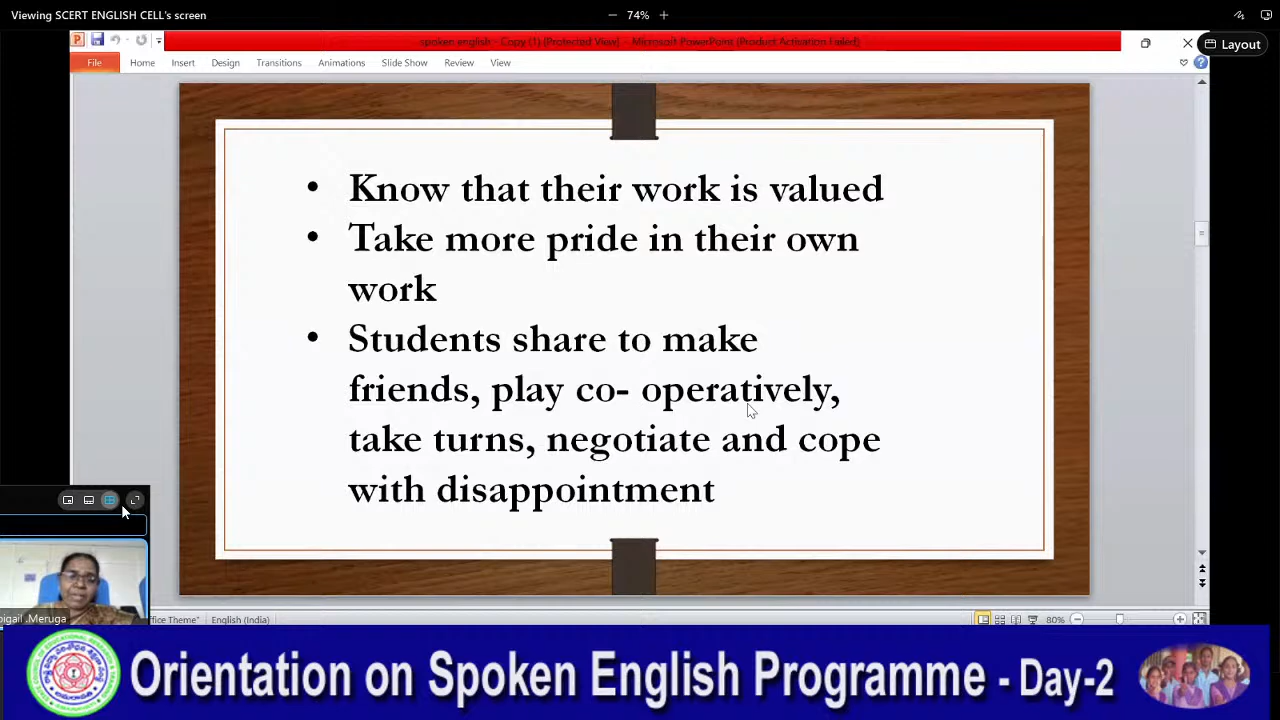 Viewing SCERT ENGLISH CELL's screen
74%
spoken english - Copy (1) [Protected View] - Microsoft PowerPoint (Product Activation Failed)
Layout
File Home Insert Design Transitions Animations Slide Show Review View
• Know that their work is valued
• Take more pride in their own
work
• Students share to make
friends, play co- operatively,
take turns, negotiate and cope
with disappointment
Meruga
Theme" English (India)
80%
Orientation on Spoken English Programme - Day-2